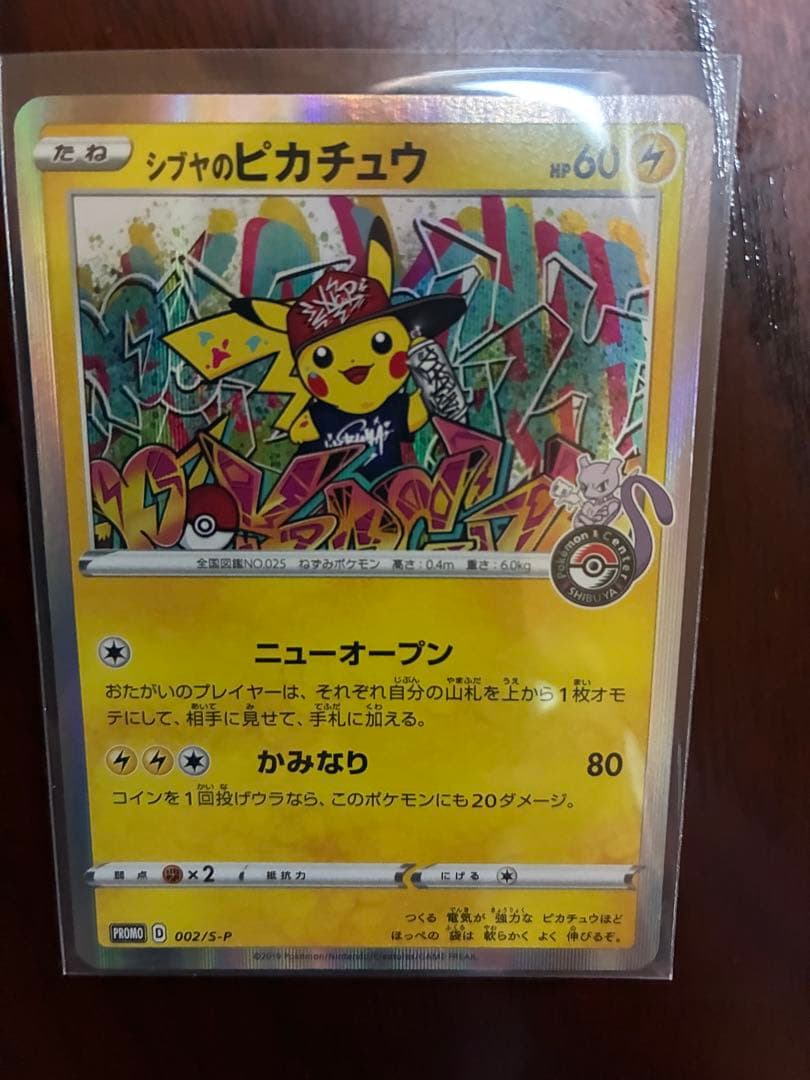 たね シブヤのピカチュウ HP60
全国図鑑NO.025 ねずみポケモン 高さ:0.4m 重さ:6.0kg
Pokémon Center
SHIBUYA
ニューオープン
おたがいのプレイヤーは、それぞれ自分の山札を上から1枚オモ
テにして、相手に見せて、手札に加える。
かみなり 80
コインを1回投げウラなら、このポケモンにも20ダメージ。
弱点 ×2 抵抗力 にげる
つくる 電気が 強力な ピカチュウほど
ほっぺの 袋は 軟らかく よく 伸びるぞ。
PROMO D 002/S-P
©2019 Pokémon/Nintendo/Creatures/GAME FREAK.